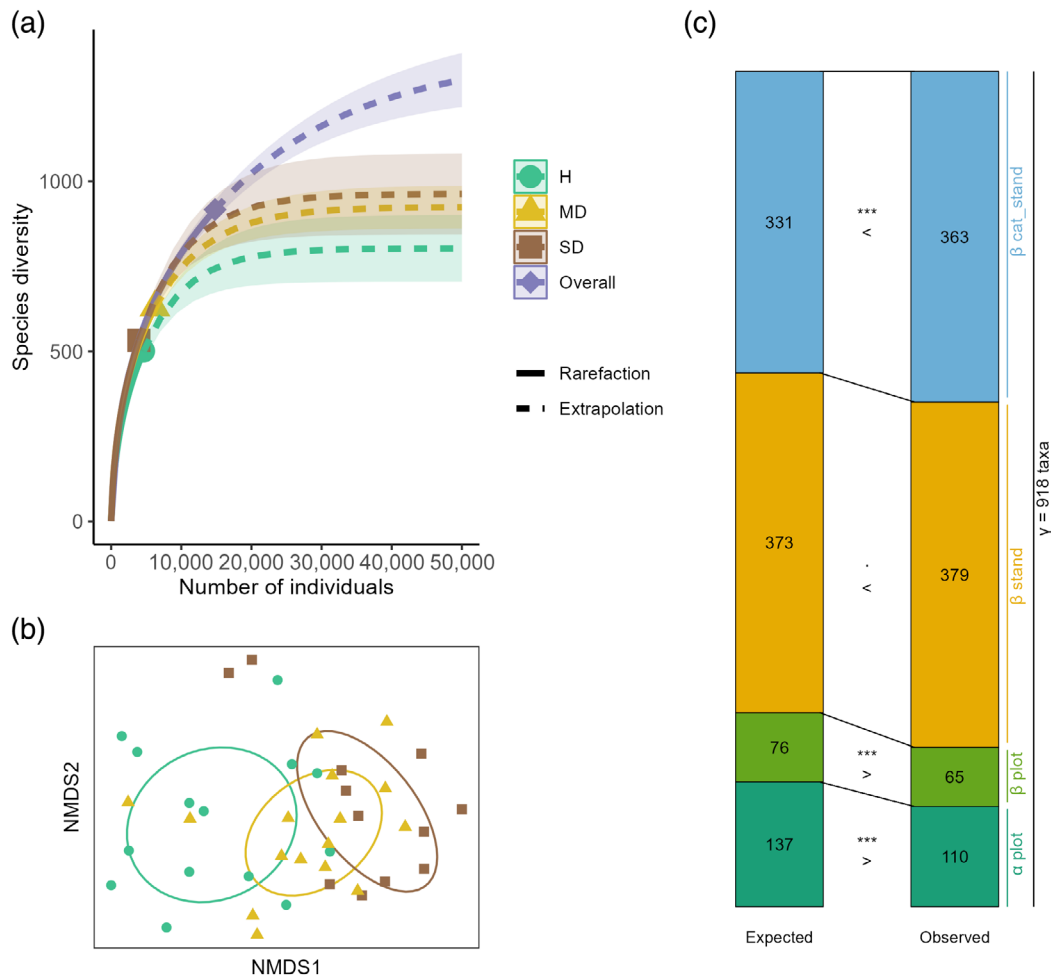 (a)
Species diversity
1000
500
0
0 10,000 20,000 30,000 40,000 50,000
Number of individuals
H
MD
SD
Overall
Rarefaction
Extrapolation
(b)
NMDS2
NMDS1
(c)
331
***
<
363
373
.
<
379
76
***
>
65
137
***
>
110
Expected
Observed
β cat_stand
β stand
β plot
α plot
γ = 918 taxa